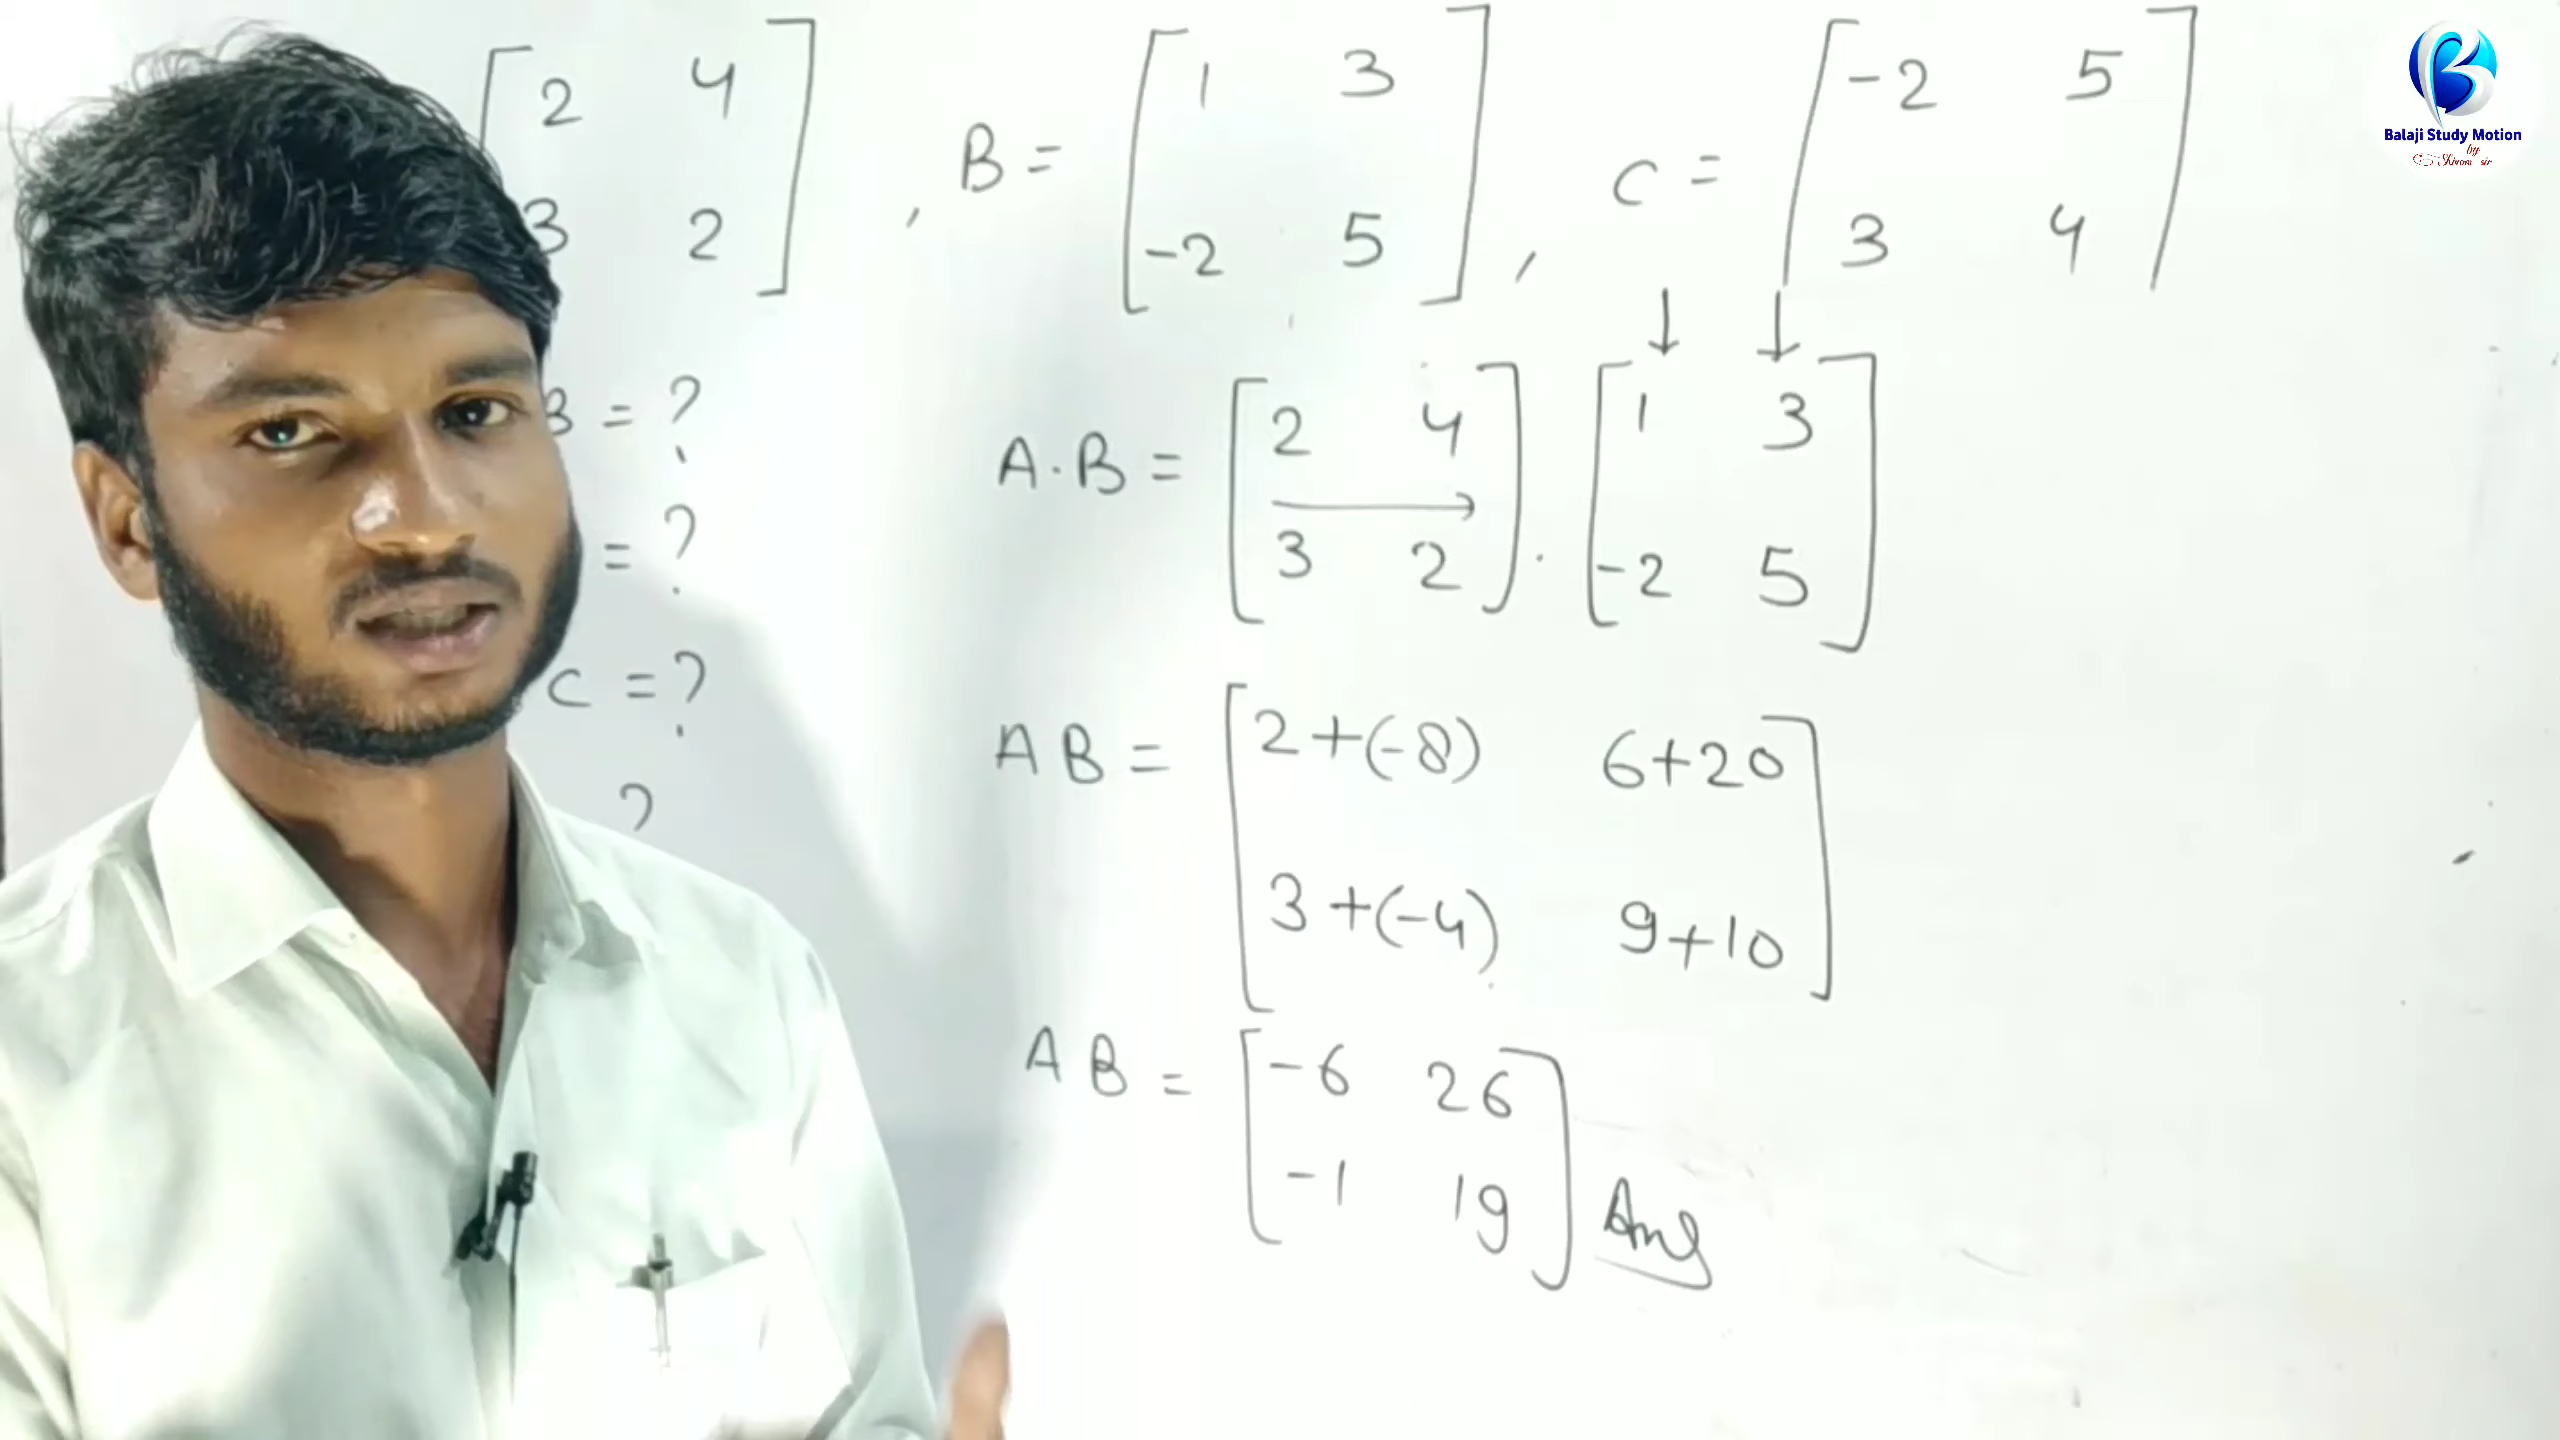 [2 4
3 2] , B = [1 3
-2 5] , C = [-2 5
3 4]
B = ?
= ?
C = ?
?
A·B = [2 4
3 2] · [1 3
-2 5]
AB = [2+(-8) 6+20
3+(-4) 9+10]
AB = [-6 26
-1 19] Ans
Balaji Study Motion
by
sir